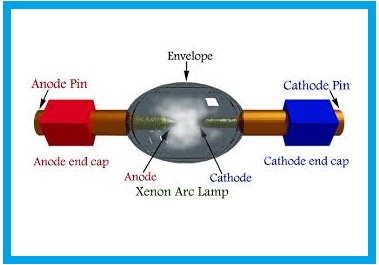 Envelope
Anode Pin
Cathode Pin
Anode end cap
Cathode end cap
Anode
Cathode
Xenon Arc Lamp